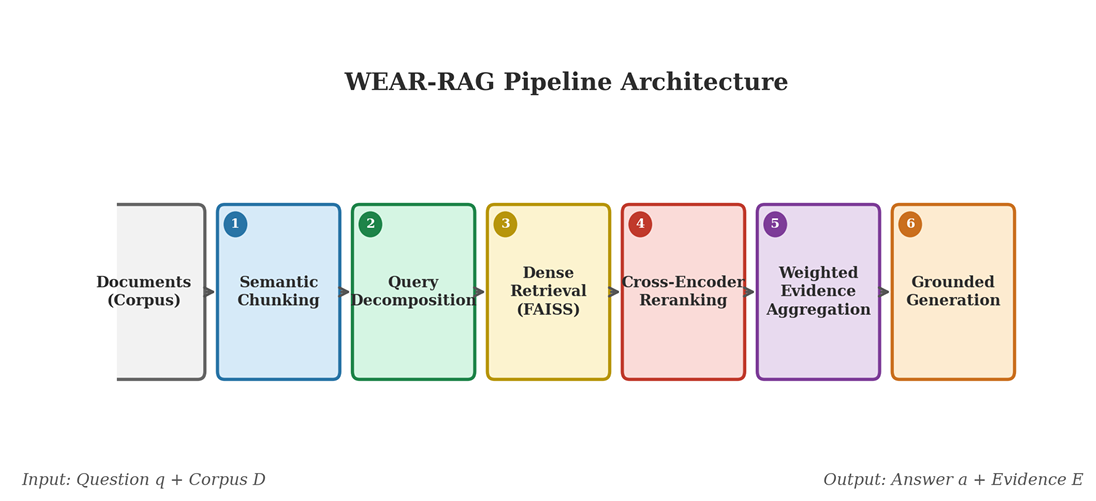 WEAR-RAG Pipeline Architecture
Documents
(Corpus)
1
Semantic
Chunking
2
Query
Decomposition
3
Dense
Retrieval
(FAISS)
4
Cross-Encoder
Reranking
5
Weighted
Evidence
Aggregation
6
Grounded
Generation
Input: Question q + Corpus D
Output: Answer a + Evidence E